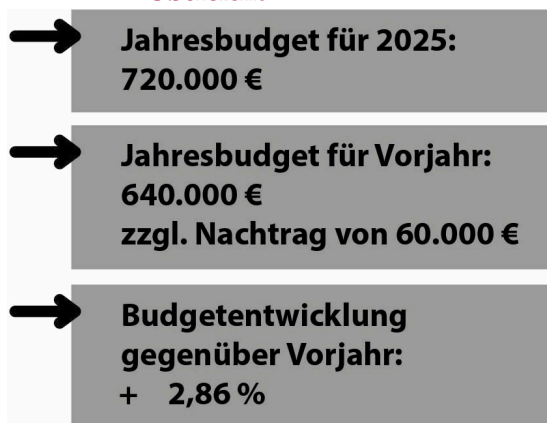 Jahresbudget für 2025:
720.000 €
Jahresbudget für Vorjahr:
640.000 €
zzgl. Nachtrag von 60.000 €
Budgetentwicklung
gegenüber Vorjahr:
+ 2,86 %